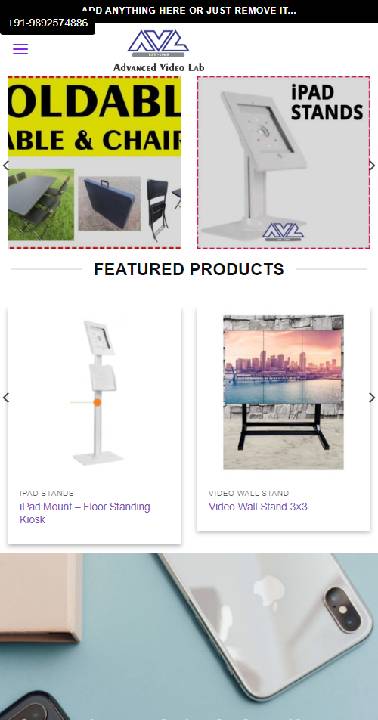 ADD ANYTHING HERE OR JUST REMOVE IT...
+91-9892574886
AVL
Advanced Video Lab
OLDABL
ABLE & CHAIR
iPAD
STANDS
AVL
FEATURED PRODUCTS
IPAD STANDS
iPad Mount – Floor Standing
Kiosk
VIDEO WALL STAND
Video Wall Stand 3x3